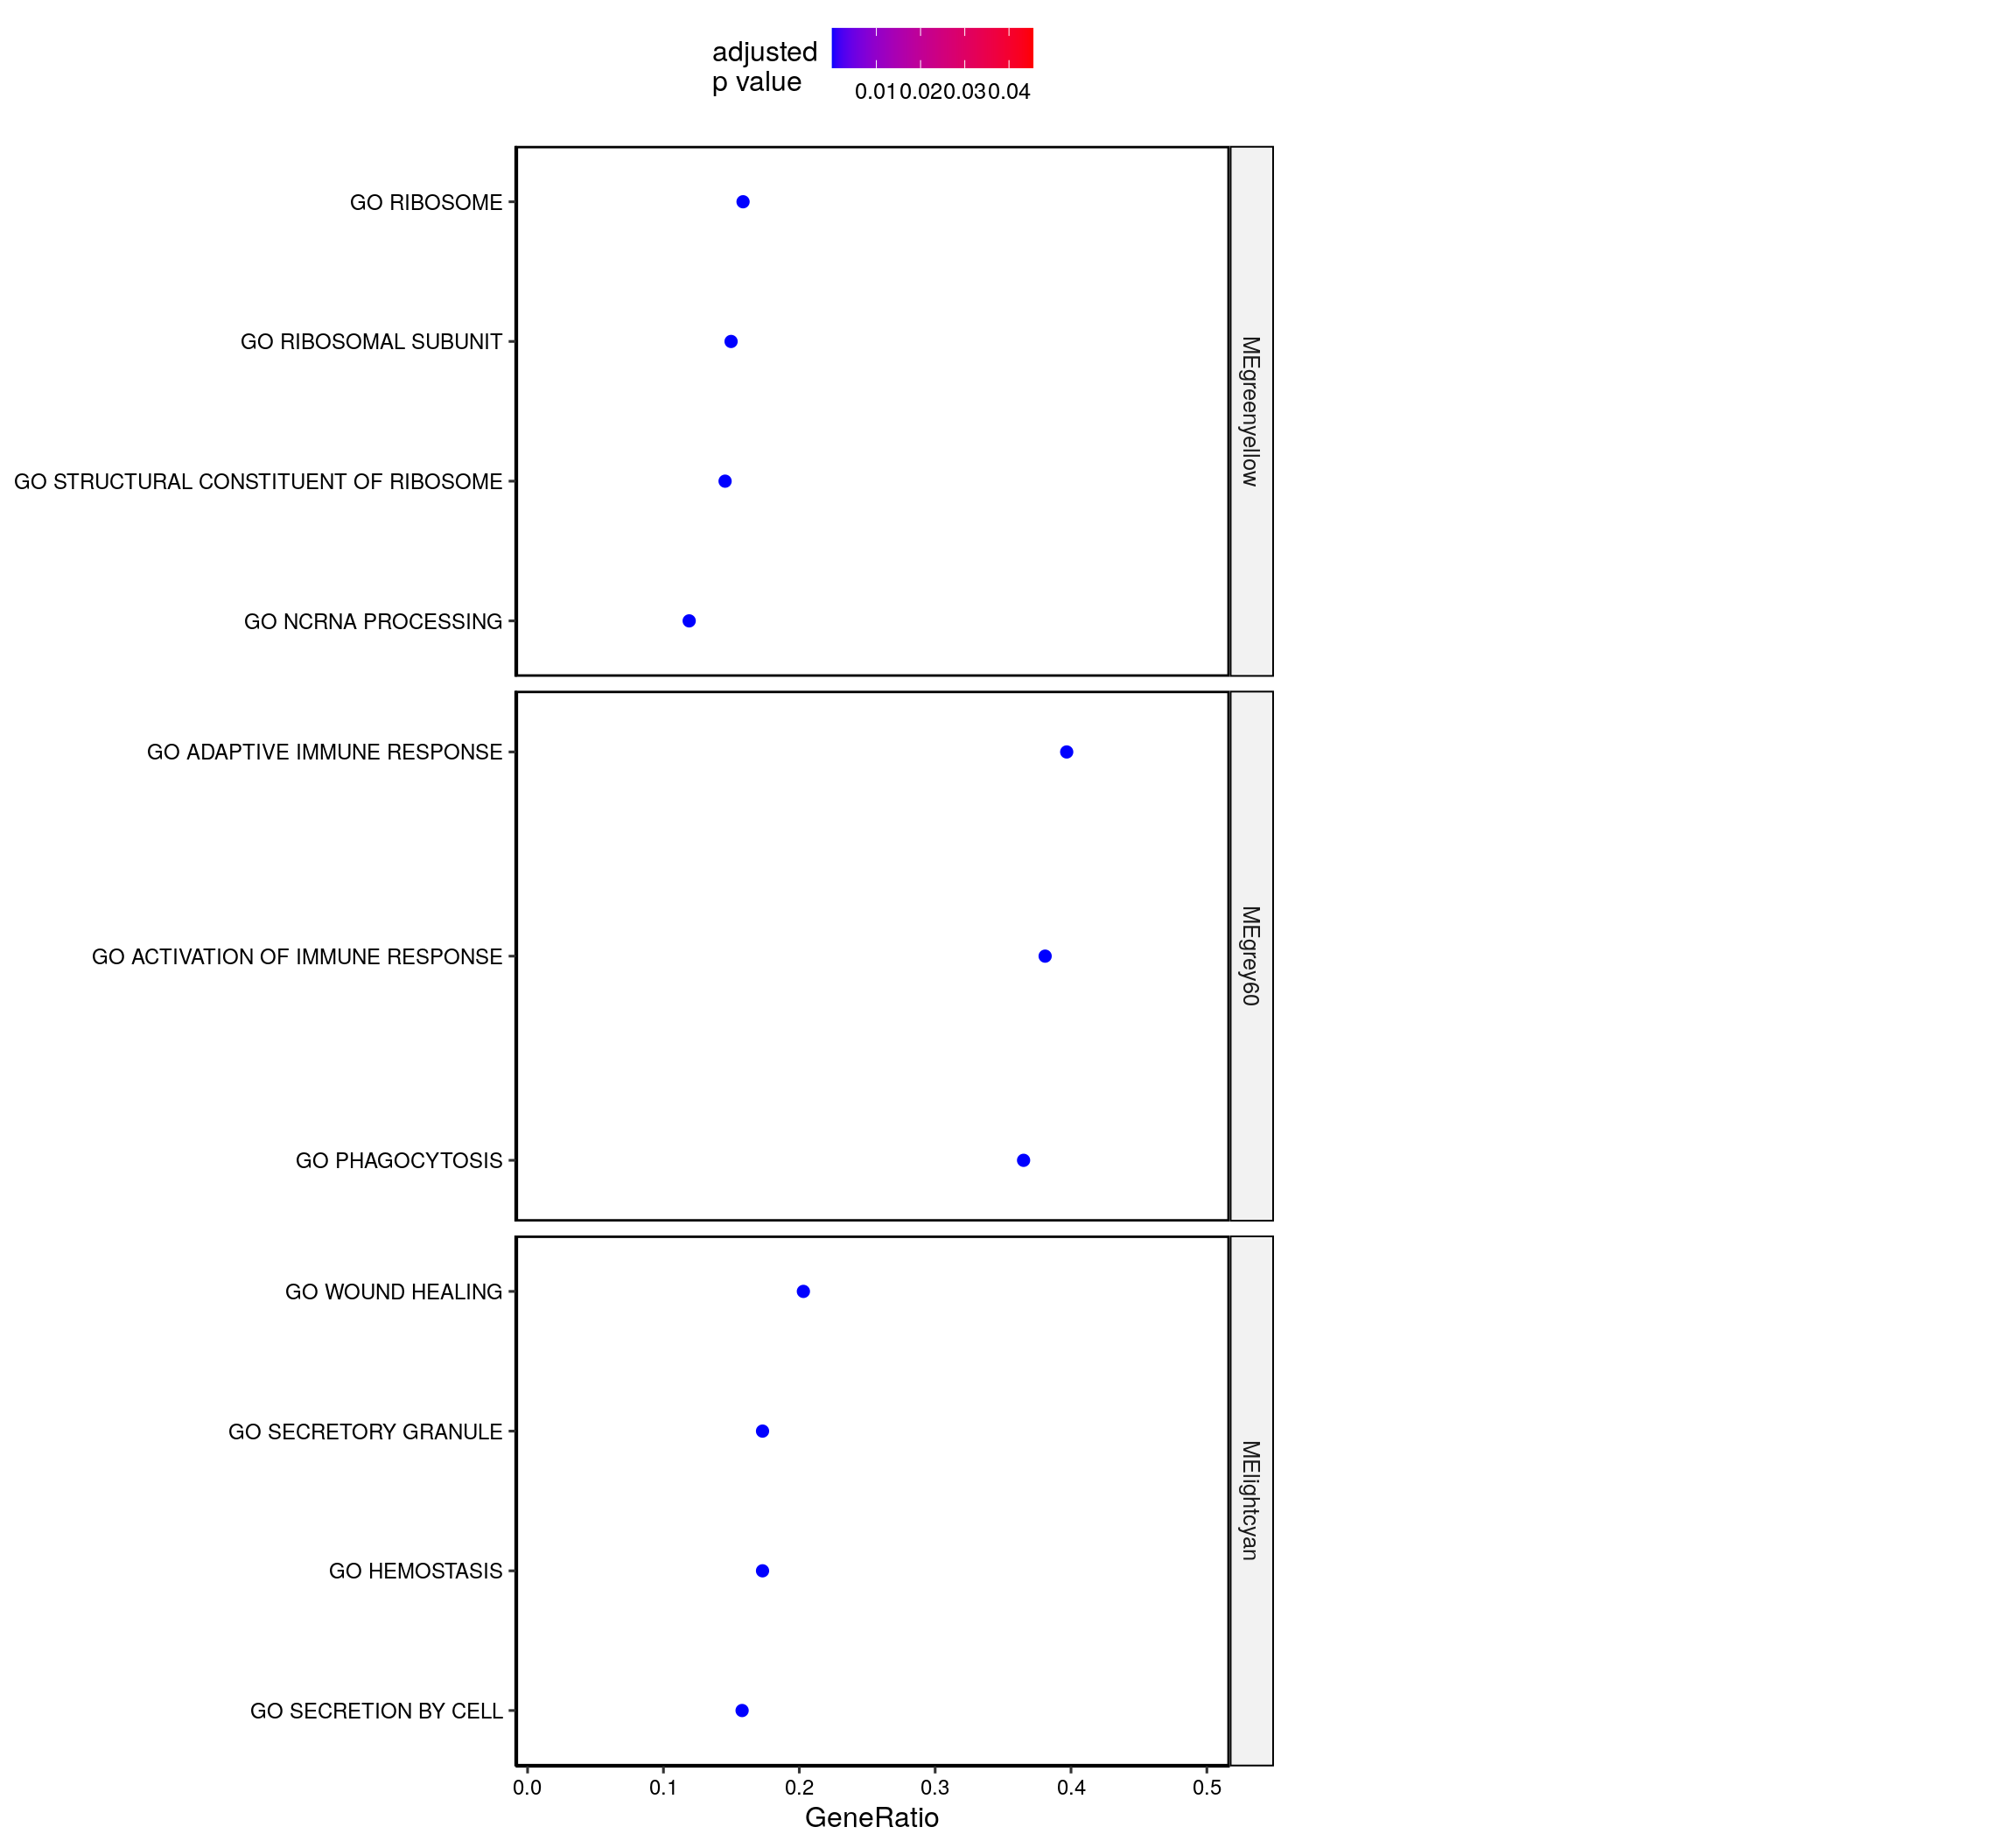 adjusted
p value
0.01 0.02 0.03 0.04
GO RIBOSOME
GO RIBOSOMAL SUBUNIT
GO STRUCTURAL CONSTITUENT OF RIBOSOME
GO NCRNA PROCESSING
MEgreenyellow
GO ADAPTIVE IMMUNE RESPONSE
GO ACTIVATION OF IMMUNE RESPONSE
GO PHAGOCYTOSIS
MEgrey60
GO WOUND HEALING
GO SECRETORY GRANULE
GO HEMOSTASIS
GO SECRETION BY CELL
MElightcyan
0.0 0.1 0.2 0.3 0.4 0.5
GeneRatio